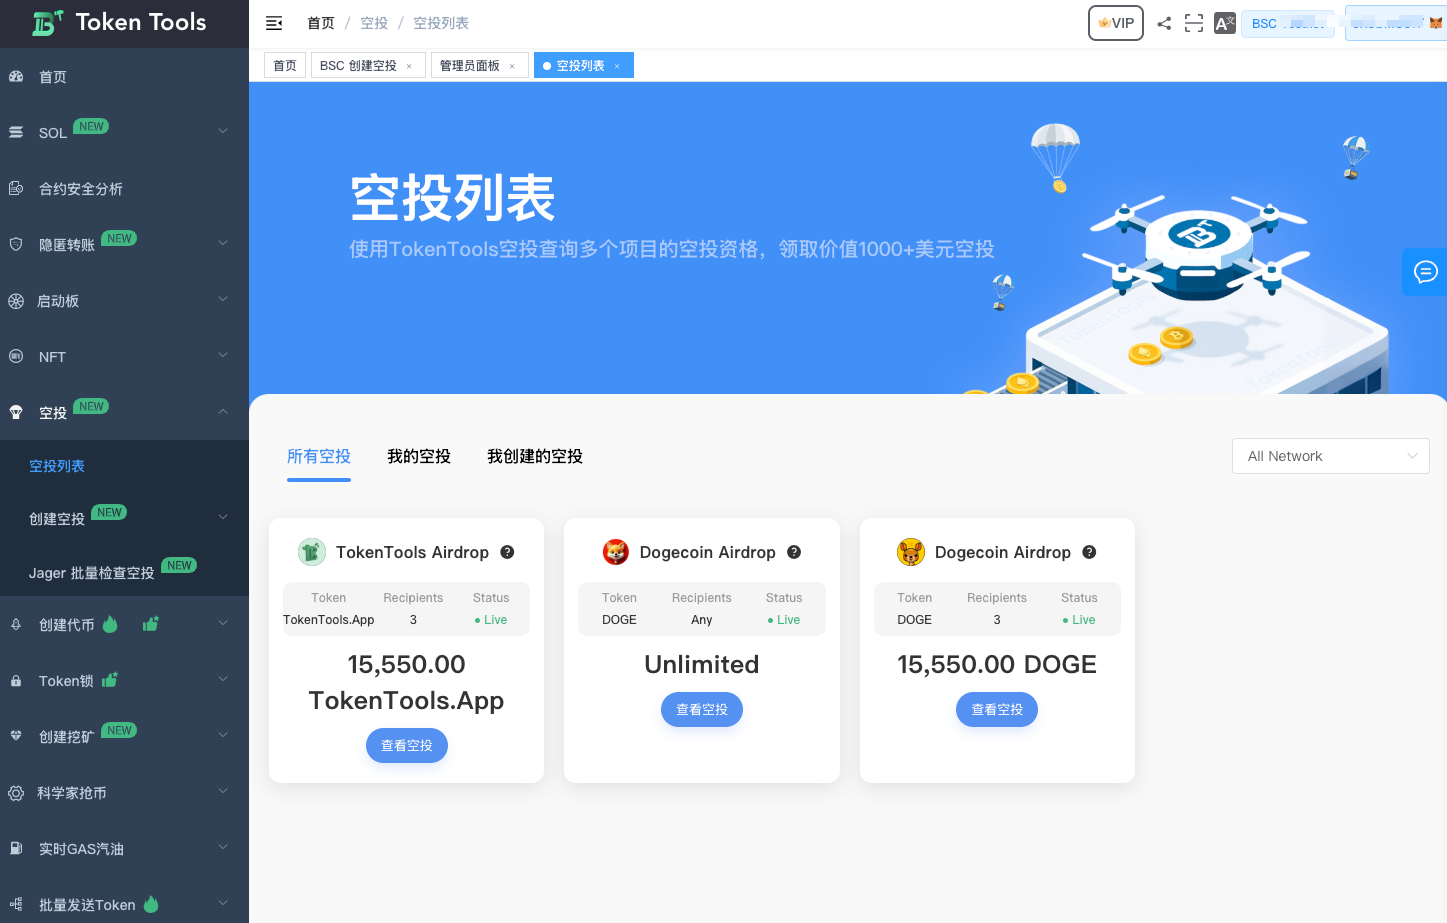 Token Tools
首页 / 空投 / 空投列表
VIP
BSC
首页
BSC 创建空投 ×
管理员面板 ×
空投列表 ×
首页
SOL NEW
合约安全分析
隐匿转账 NEW
启动板
NFT
空投 NEW
空投列表
创建空投 NEW
Jager 批量检查空投 NEW
创建代币
Token锁
创建挖矿 NEW
科学家抢币
实时GAS汽油
批量发送Token
空投列表
使用TokenTools空投查询多个项目的空投资格，领取价值1000+美元空投
TokenTools
TokenTools
所有空投 我的空投 我创建的空投
All Network
TokenTools Airdrop ?
Token Recipients Status
TokenTools.App 3 Live
15,550.00
TokenTools.App
查看空投
Dogecoin Airdrop ?
Token Recipients Status
DOGE Any Live
Unlimited
查看空投
Dogecoin Airdrop ?
Token Recipients Status
DOGE 3 Live
15,550.00 DOGE
查看空投